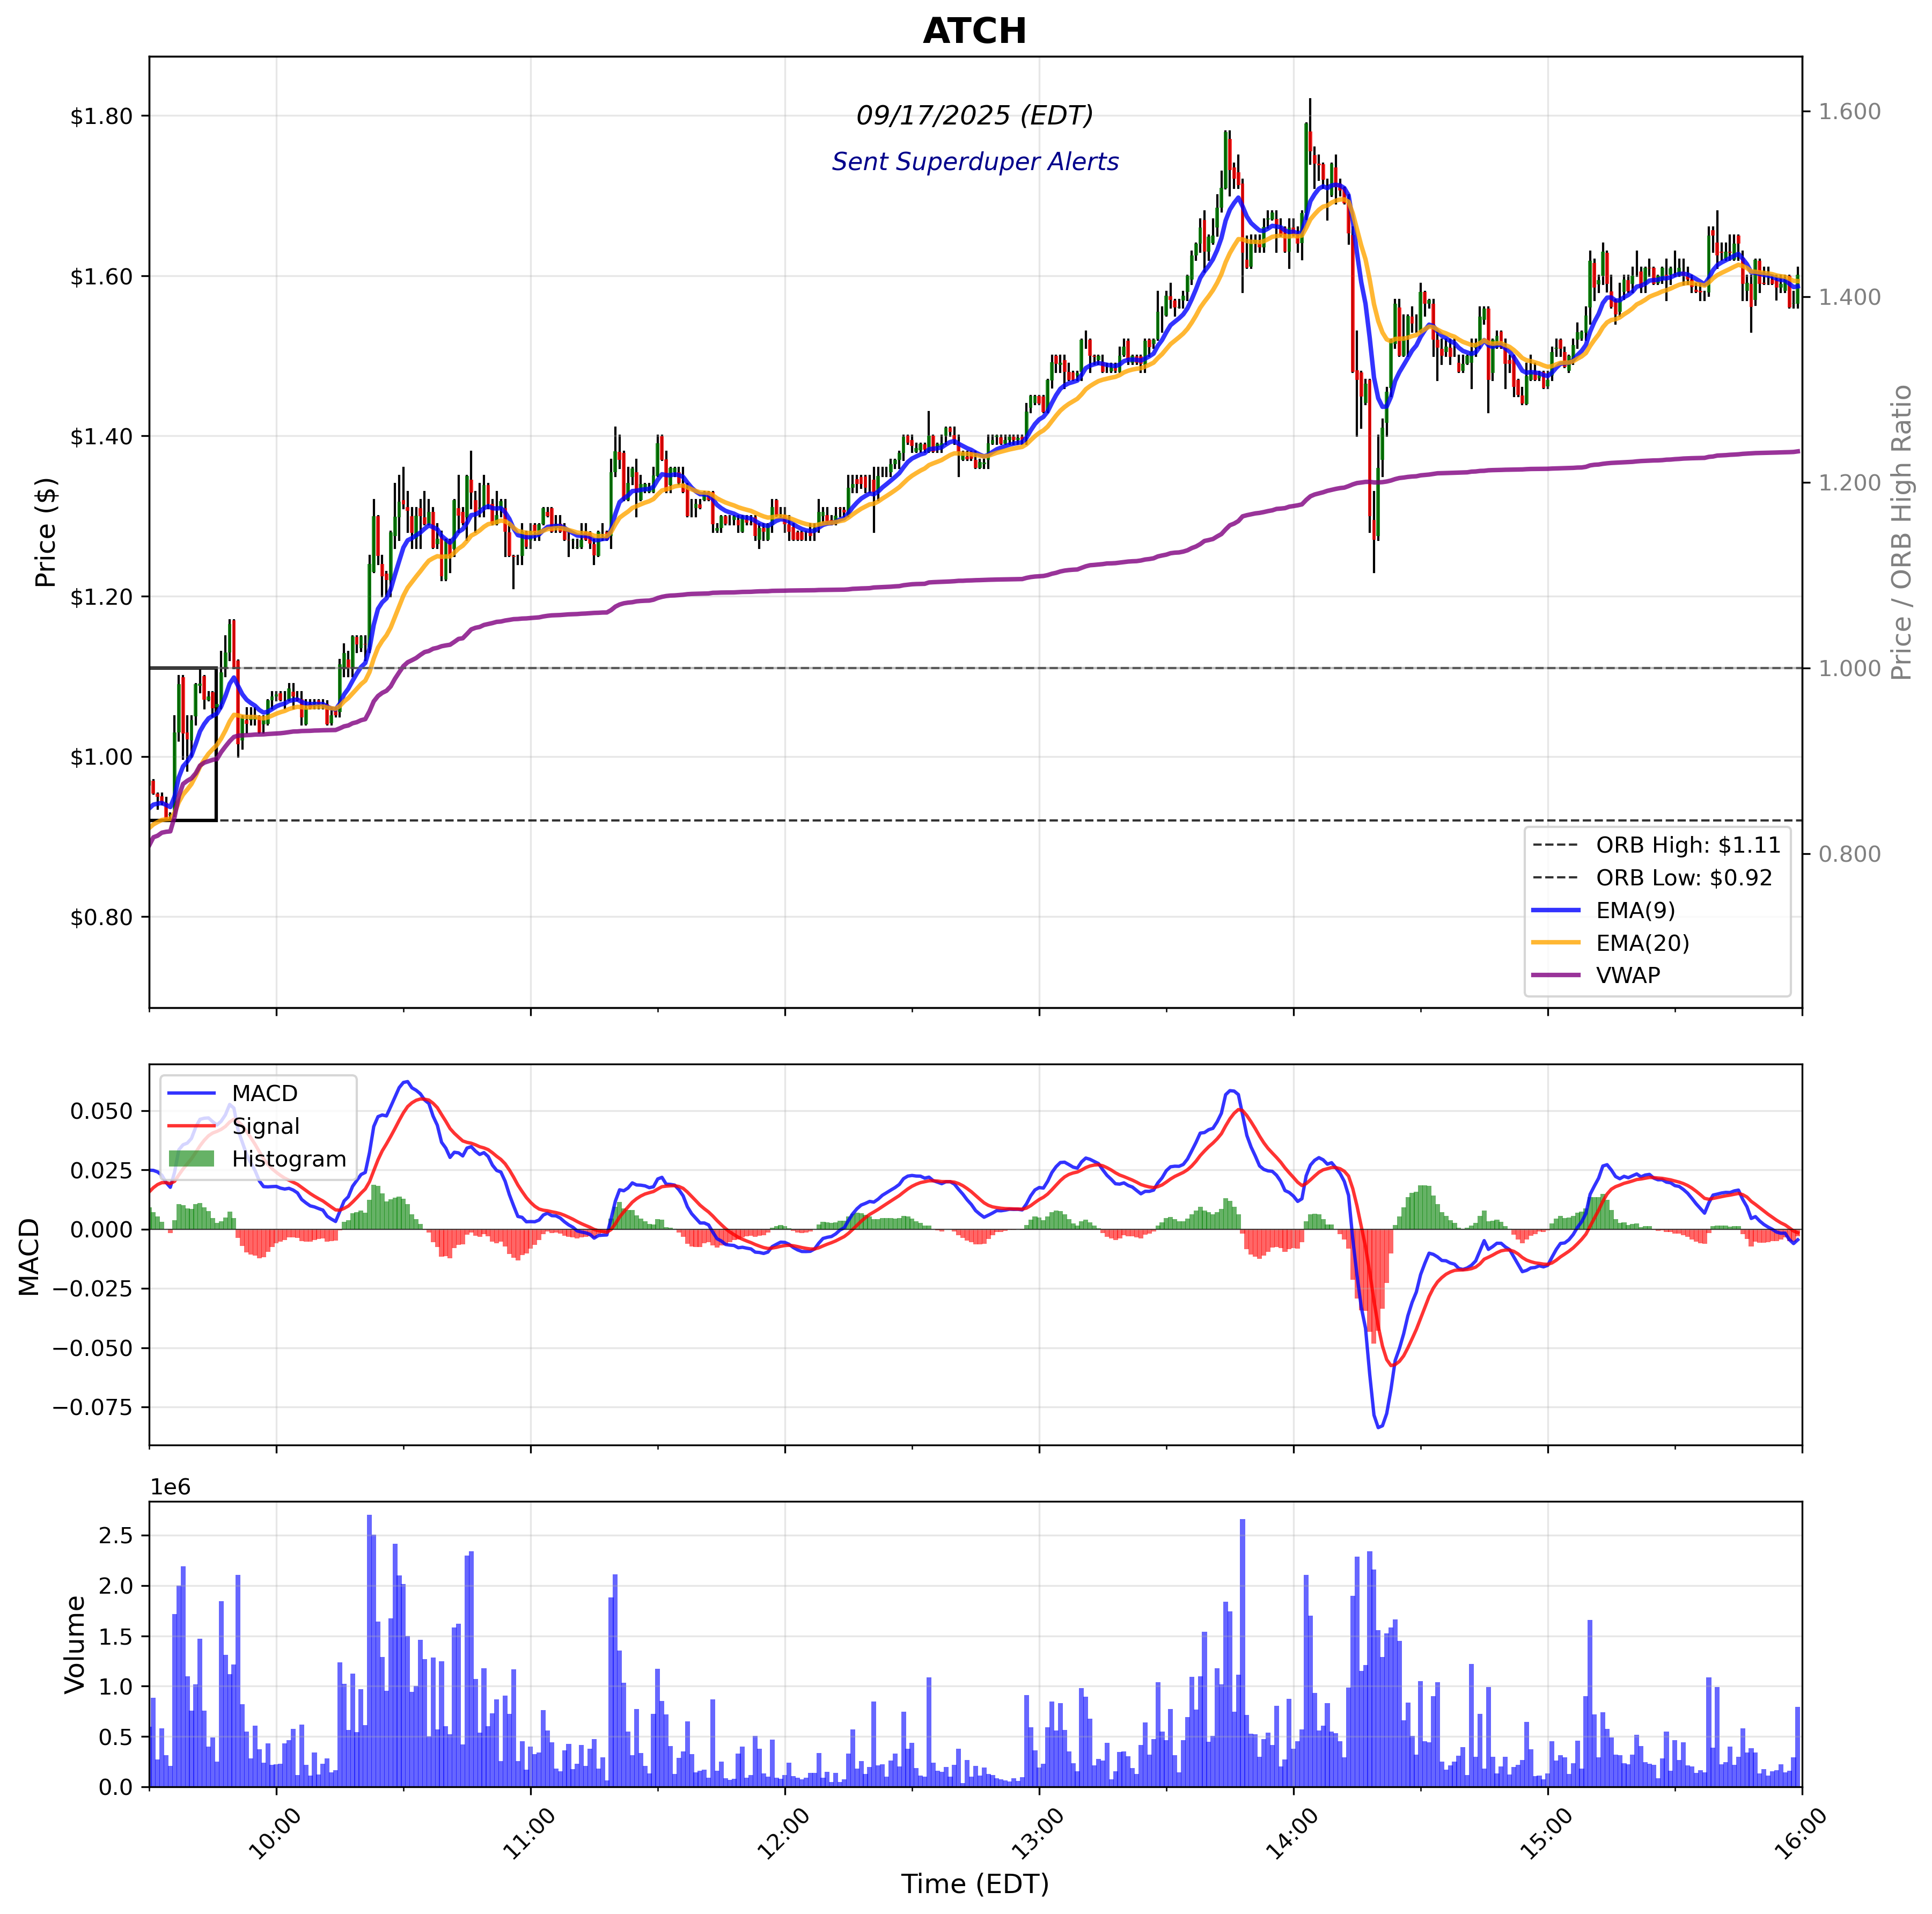 ATCH
09/17/2025 (EDT)
Sent Superduper Alerts
Price ($)
$1.80
$1.60
$1.40
$1.20
$1.00
$0.80
1.600
1.400
1.200
1.000
0.800
Price / ORB High Ratio
ORB High: $1.11
ORB Low: $0.92
EMA(9)
EMA(20)
VWAP
MACD
Signal
Histogram
MACD
0.050
0.025
0.000
−0.025
−0.050
−0.075
1e6
Volume
2.5
2.0
1.5
1.0
0.5
0.0
10:00
11:00
12:00
13:00
14:00
15:00
16:00
Time (EDT)